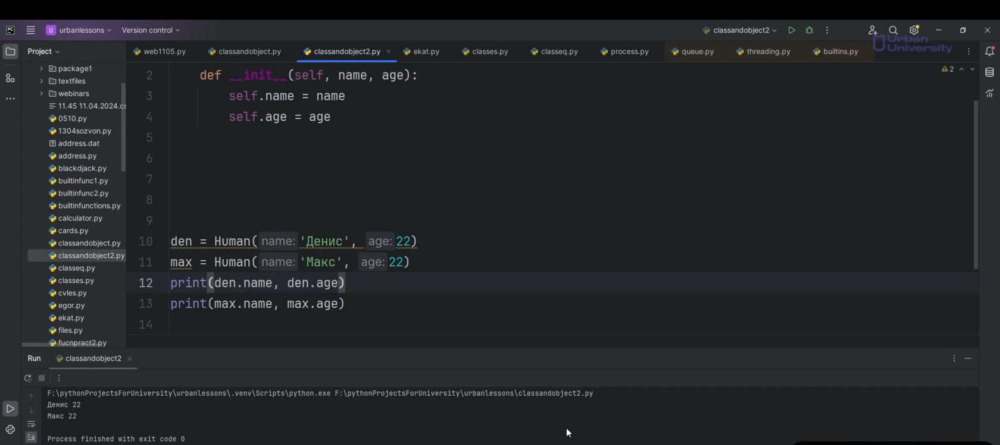 PC
U urbanlessons
Version control
classandobject2
Urban
University
Project
web1105.py
classandobject.py
classandobject2.py
ekat.py
classes.py
classeq.py
process.py
queue.py
threading.py
builtins.py
package1
textfiles
webinars
11.45 11.04.2024.cs
0510.py
1304sozvon.py
address.dat
address.py
blackdjack.py
builtinfunc1.py
builtinfunc2.py
builtinfunctions.py
calculator.py
cards.py
classandobject.py
classandobject2.py
classeq.py
classes.py
cvles.py
egor.py
ekat.py
files.py
fucnpract2.py
2
2 def __init__(self, name, age):
3 self.name = name
4 self.age = age
5
6
7
8
9
10 den = Human( name: 'Денис', age: 22)
11 max = Human( name: 'Макс', age: 22)
12 print(den.name, den.age)
13 print(max.name, max.age)
14
Run
classandobject2
F:\pythonProjectsForUniversity\urbanlessons\.venv\Scripts\python.exe F:\pythonProjectsForUniversity\urbanlessons\classandobject2.py
Денис 22
Макс 22
Process finished with exit code 0